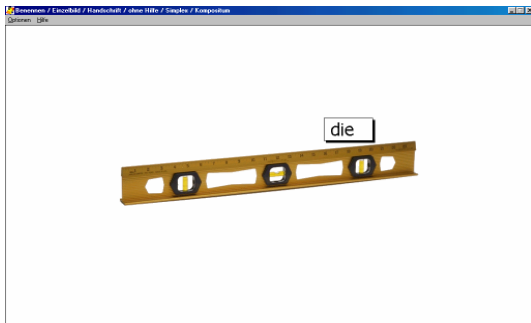 Benennen / Einzelbild / Handschrift / ohne Hilfe / Simplex / Kompositum
Optionen Hilfe
die